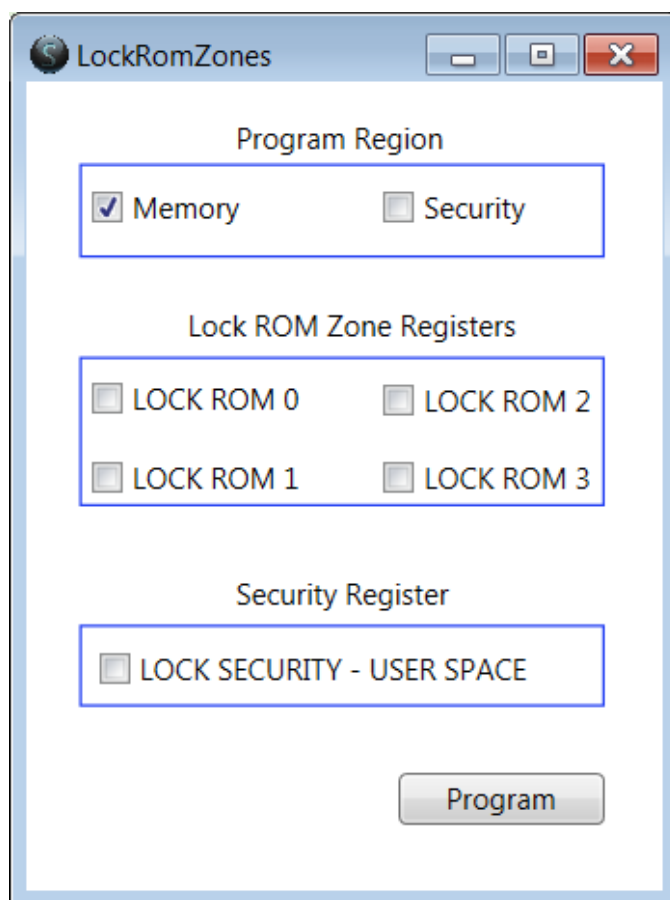 LockRomZones
Program Region
Memory Security
Lock ROM Zone Registers
LOCK ROM 0 LOCK ROM 2
LOCK ROM 1 LOCK ROM 3
Security Register
LOCK SECURITY - USER SPACE
Program